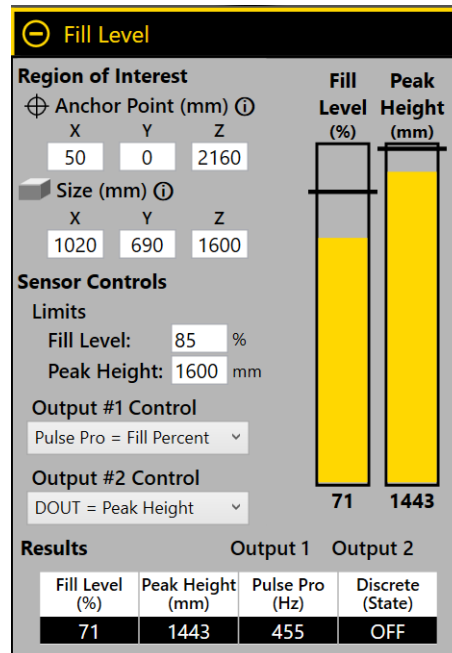 Fill Level
Region of Interest
Anchor Point (mm)
X Y Z
50 0 2160
Size (mm)
X Y Z
1020 690 1600
Sensor Controls
Limits
Fill Level: 85 %
Peak Height: 1600 mm
Output #1 Control
Pulse Pro = Fill Percent
Output #2 Control
DOUT = Peak Height
Fill Peak
Level Height
(%) (mm)
71 1443
Results Output 1 Output 2
Fill Level Peak Height Pulse Pro Discrete
(%) (mm) (Hz) (State)
71 1443 455 OFF